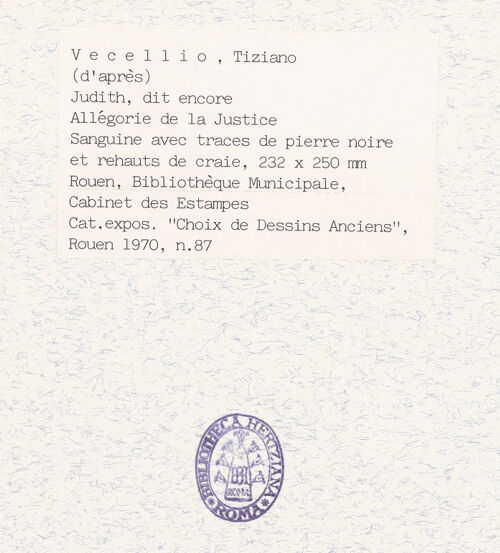 V e c e l l i o , Tiziano
(d'après)
Judith, dit encore
Allégorie de la Justice
Sanguine avec traces de pierre noire
et rehauts de craie, 232 x 250 mm
Rouen, Bibliothèque Municipale,
Cabinet des Estampes
Cat.expos. "Choix de Dessins Anciens",
Rouen 1970, n.87
BIBLIOTHECA HERTZIANA
ROMA
ROMA